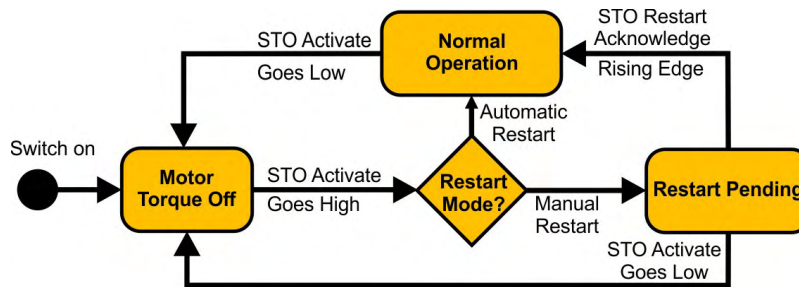 STO Activate
Goes Low
Normal
Operation
STO Restart
Acknowledge
Rising Edge
Automatic
Restart
Switch on
Motor
Torque Off
STO Activate
Goes High
Restart
Mode?
Manual
Restart
Restart Pending
STO Activate
Goes Low